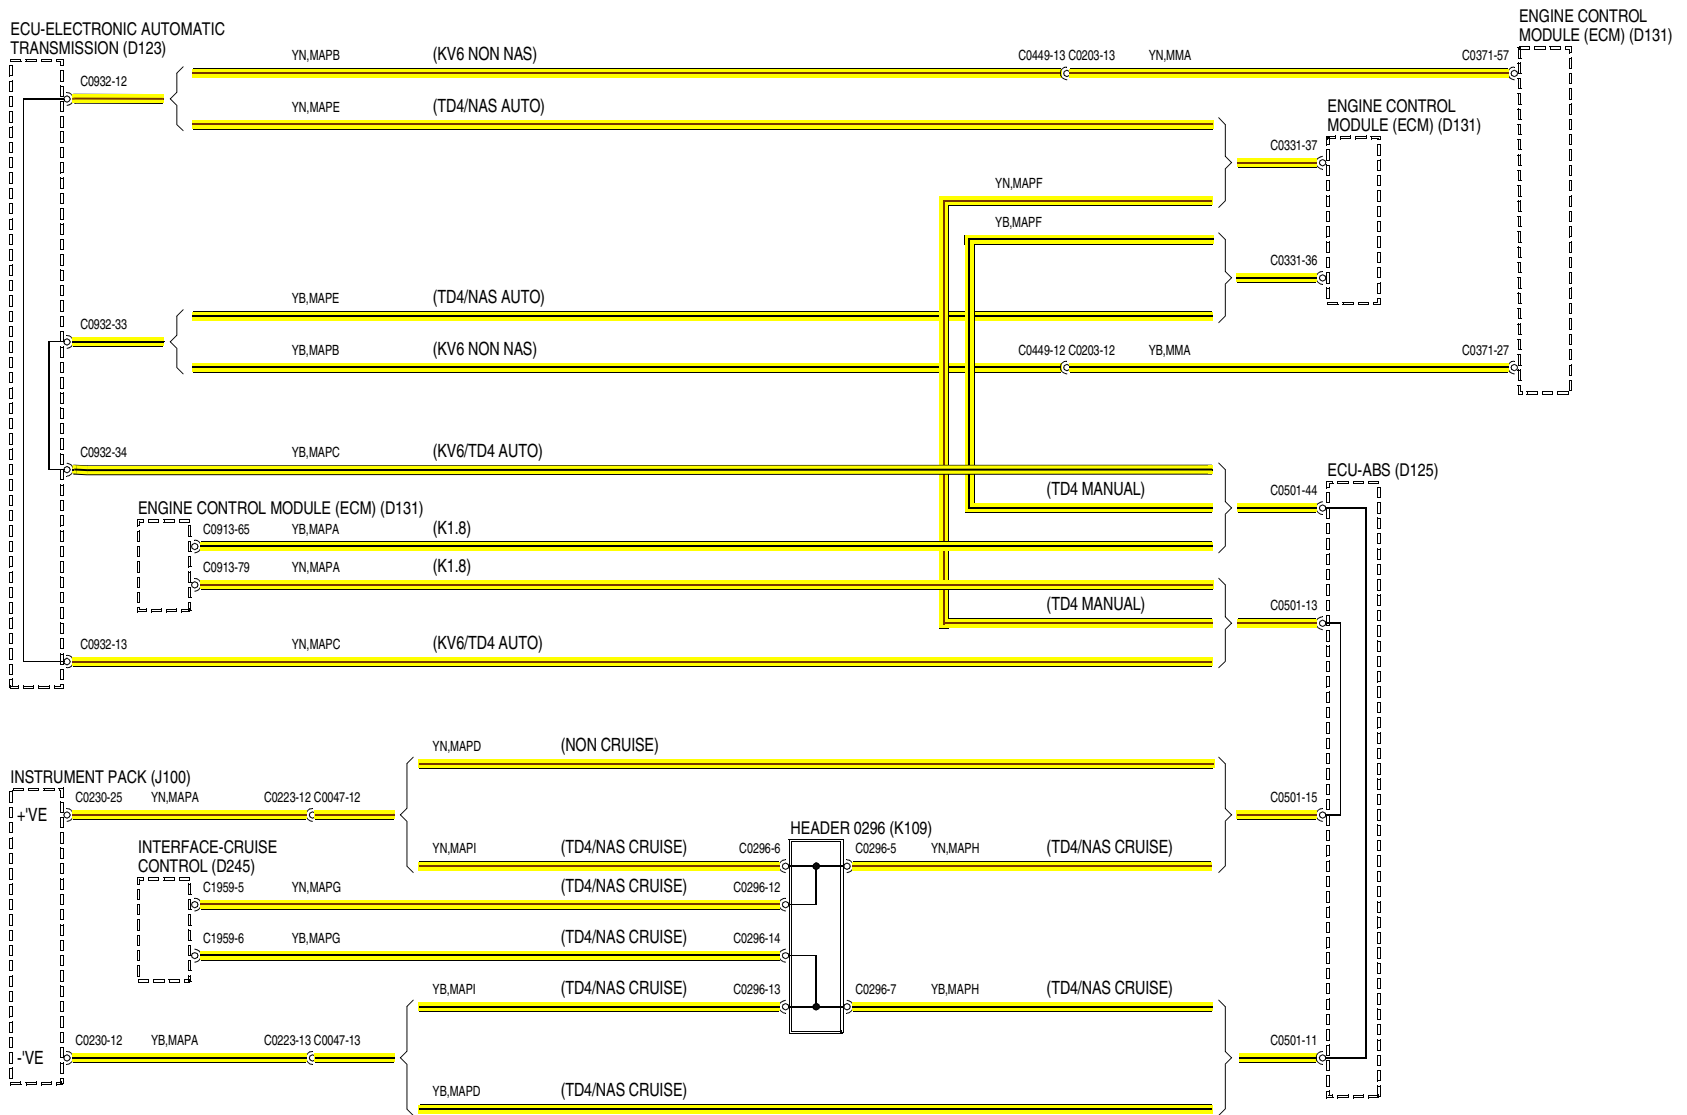 ECU-ELECTRONIC AUTOMATIC
TRANSMISSION (D123)
ENGINE CONTROL
MODULE (ECM) (D131)
YN,MAPB
(KV6 NON NAS)
C0449-13 C0203-13
YN,MMA
C0371-57
C0932-12
YN,MAPE
(TD4/NAS AUTO)
ENGINE CONTROL
MODULE (ECM) (D131)
C0331-37
YN,MAPF
YB,MAPF
C0331-36
YB,MAPE
(TD4/NAS AUTO)
C0932-33
YB,MAPB
(KV6 NON NAS)
C0449-12 C0203-12
YB,MMA
C0371-27
C0932-34
YB,MAPC
(KV6/TD4 AUTO)
ECU-ABS (D125)
(TD4 MANUAL)
C0501-44
ENGINE CONTROL MODULE (ECM) (D131)
C0913-65
YB,MAPA
(K1.8)
C0913-79
YN,MAPA
(K1.8)
(TD4 MANUAL)
C0501-13
C0932-13
YN,MAPC
(KV6/TD4 AUTO)
YN,MAPD
(NON CRUISE)
INSTRUMENT PACK (J100)
+'VE
C0230-25
YN,MAPA
C0223-12 C0047-12
C0501-15
HEADER 0296 (K109)
INTERFACE-CRUISE
CONTROL (D245)
YN,MAPI
(TD4/NAS CRUISE)
C0296-6
C0296-5
YN,MAPH
(TD4/NAS CRUISE)
C1959-5
YN,MAPG
(TD4/NAS CRUISE)
C0296-12
C1959-6
YB,MAPG
(TD4/NAS CRUISE)
C0296-14
YB,MAPI
(TD4/NAS CRUISE)
C0296-13
C0296-7
YB,MAPH
(TD4/NAS CRUISE)
-'VE
C0230-12
YB,MAPA
C0223-13 C0047-13
C0501-11
YB,MAPD
(TD4/NAS CRUISE)